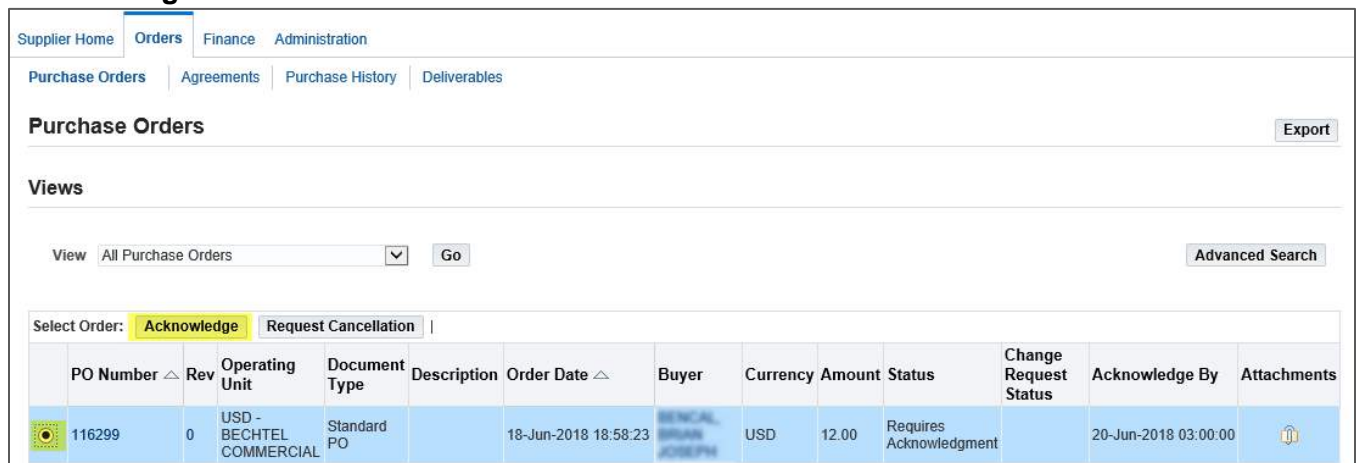 Supplier Home Orders Finance Administration
Purchase Orders Agreements Purchase History Deliverables
Purchase Orders
Export
Views
View All Purchase Orders Go Advanced Search
Select Order: Acknowledge Request Cancellation |
PO Number Rev Operating Unit Document Type Description Order Date Buyer Currency Amount Status Change Request Status Acknowledge By Attachments
116299 0 USD - BECHTEL COMMERCIAL Standard PO 18-Jun-2018 18:58:23 USD 12.00 Requires Acknowledgment 20-Jun-2018 03:00:00